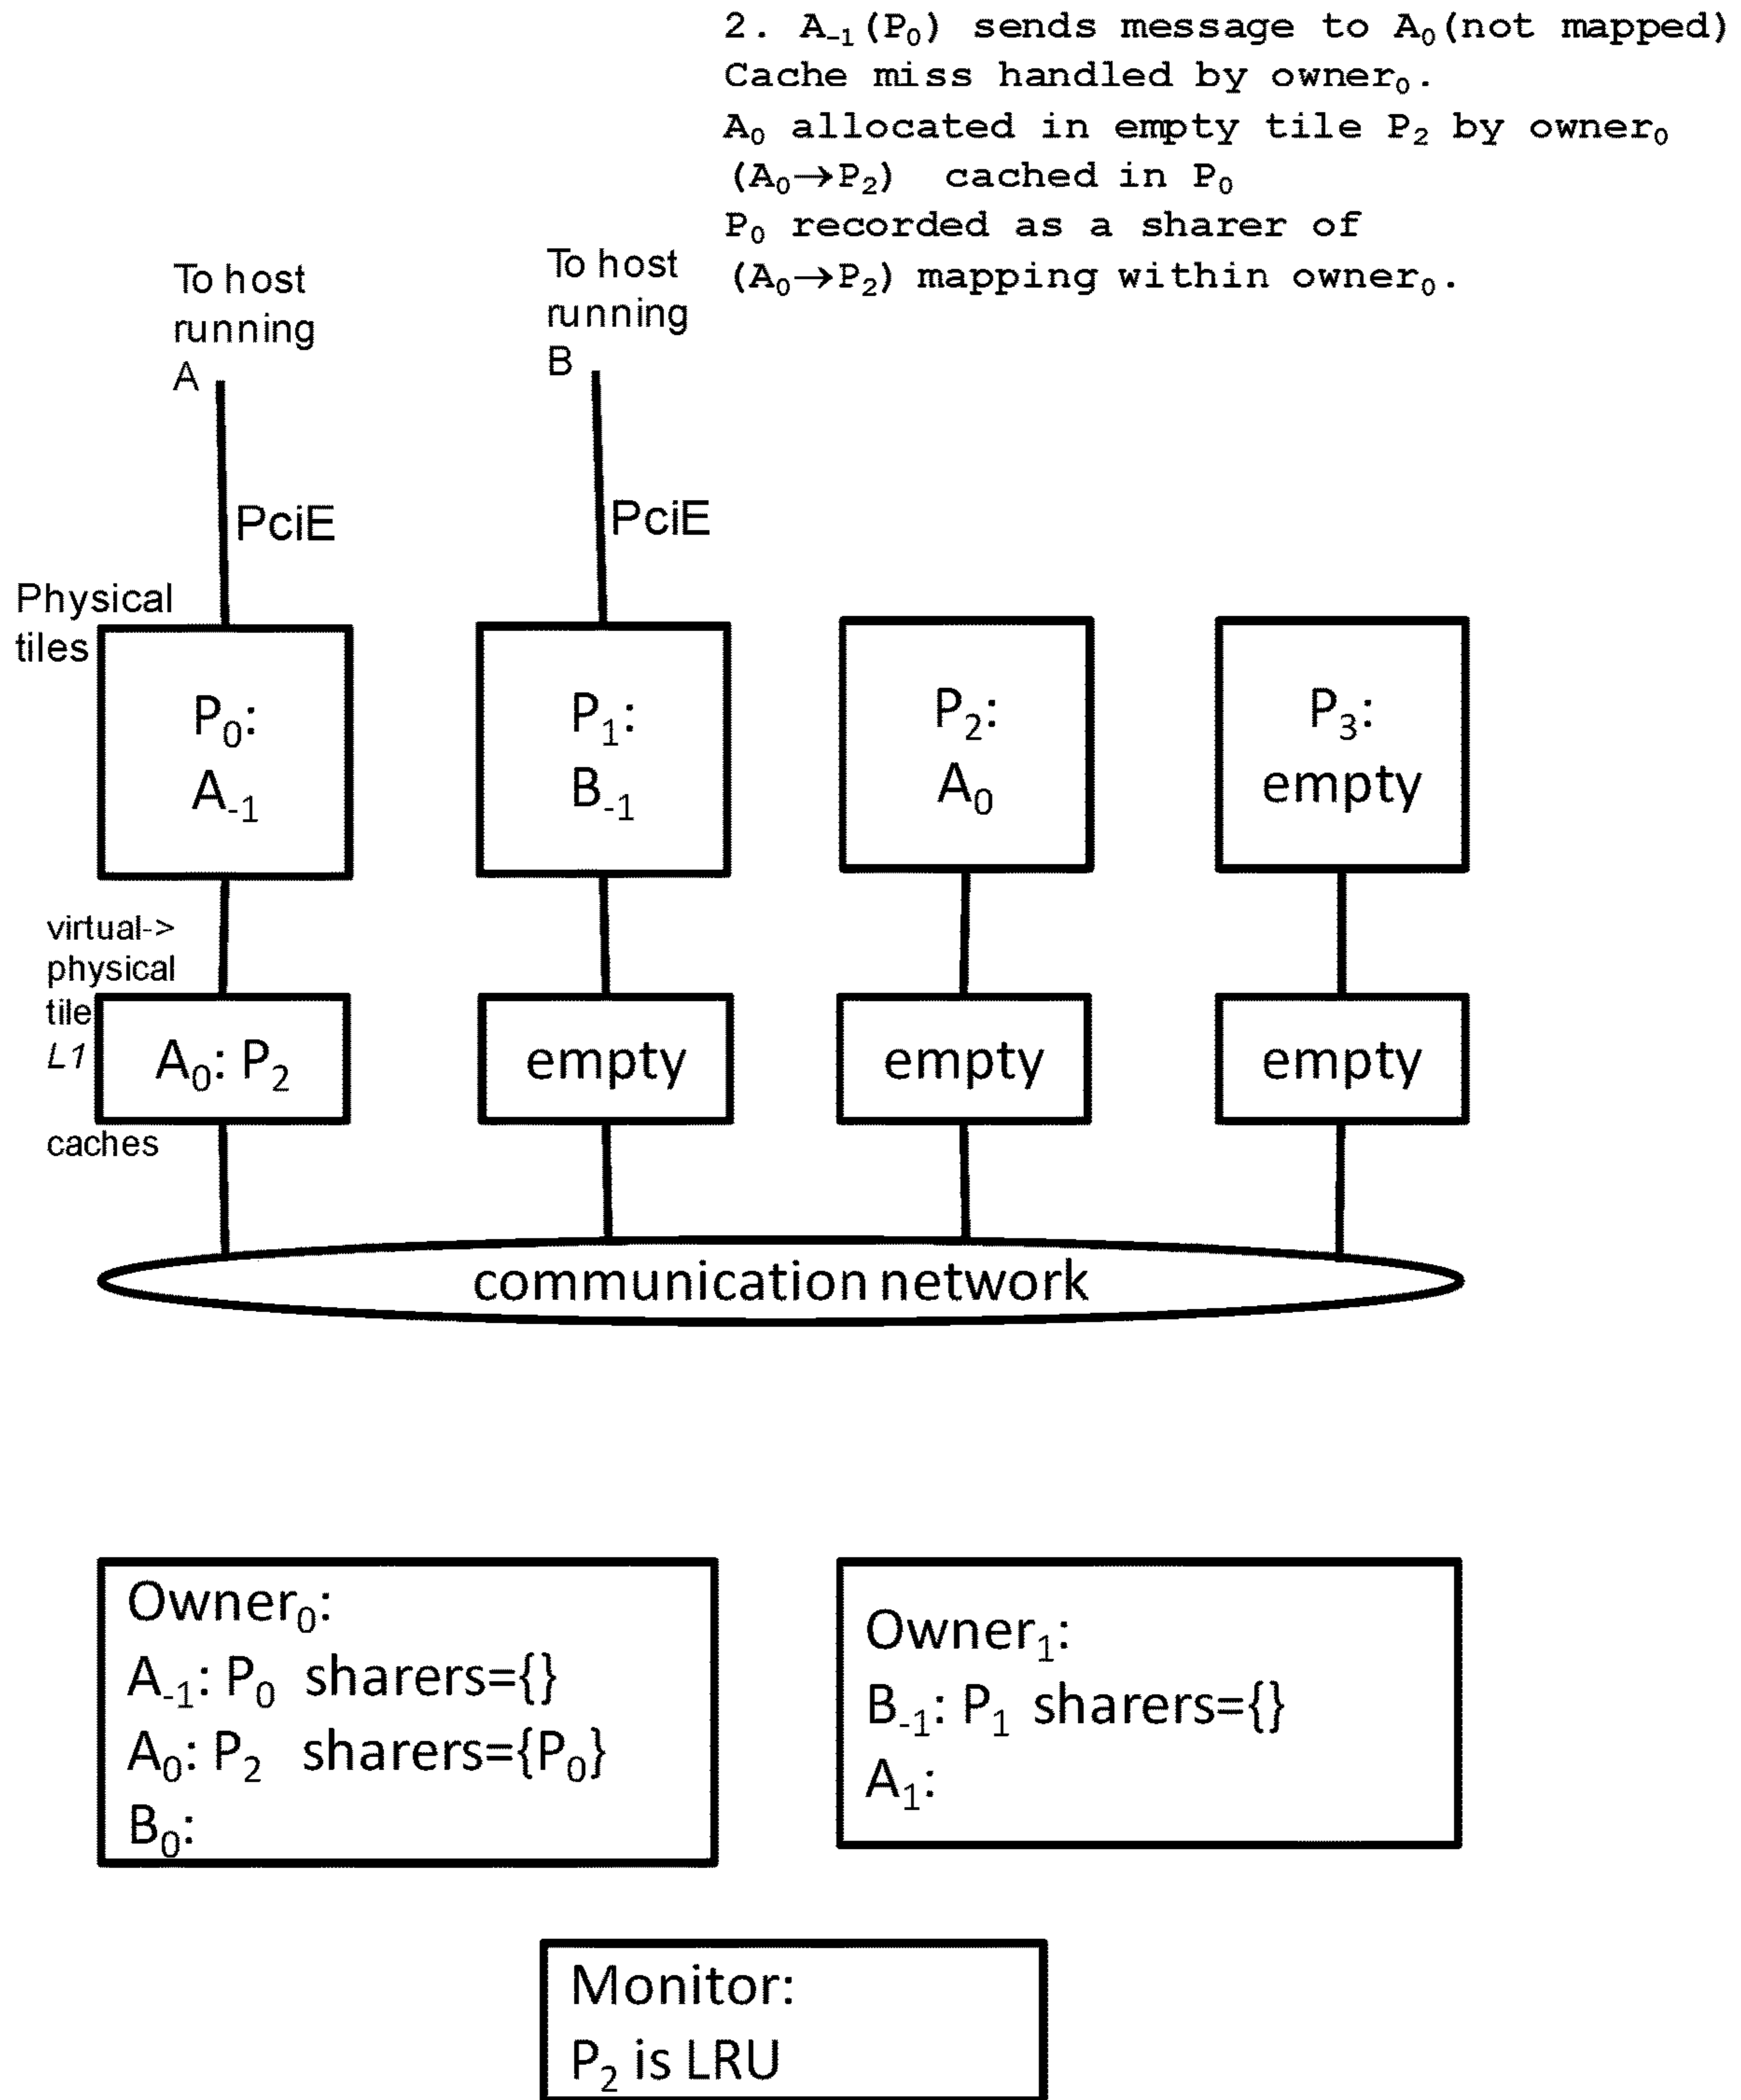 2. A₋₁(P₀) sends message to A₀(not mapped)
Cache miss handled by owner₀.
A₀ allocated in empty tile P₂ by owner₀
(A₀→P₂) cached in P₀
P₀ recorded as a sharer of
(A₀→P₂) mapping within owner₀.
To host
running
A
To host
running
B
PciE
PciE
Physical
tiles
P₀:
A₋₁
P₁:
B₋₁
P₂:
A₀
P₃:
empty
virtual->
physical
tile
L1
caches
A₀: P₂
empty
empty
empty
communication network
Owner₀:
A₋₁: P₀ sharers={}
A₀: P₂ sharers={P₀}
B₀:
Owner₁:
B₋₁: P₁ sharers={}
A₁:
Monitor:
P₂ is LRU